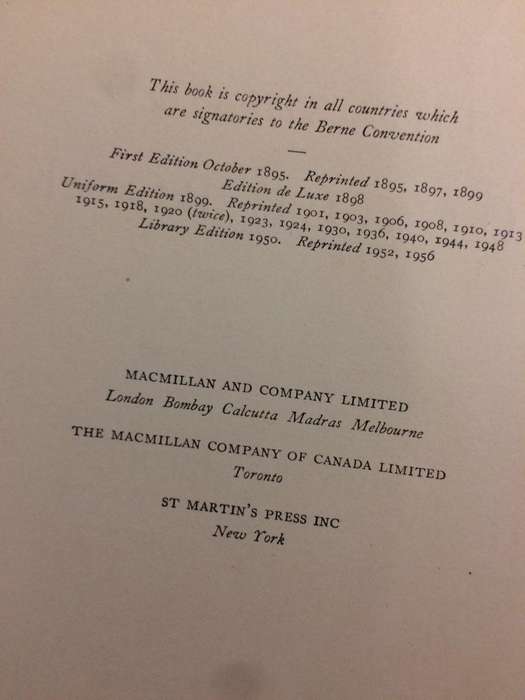 This book is copyright in all countries which
are signatories to the Berne Convention
First Edition October 1895. Reprinted 1895, 1897, 1899
Edition de Luxe 1898
Uniform Edition 1899. Reprinted 1901, 1903, 1906, 1908, 1910, 1913
1915, 1918, 1920 (twice), 1923, 1924, 1930, 1936, 1940, 1944, 1948
Library Edition 1950. Reprinted 1952, 1956
MACMILLAN AND COMPANY LIMITED
London Bombay Calcutta Madras Melbourne
THE MACMILLAN COMPANY OF CANADA LIMITED
Toronto
ST MARTIN'S PRESS INC
New York